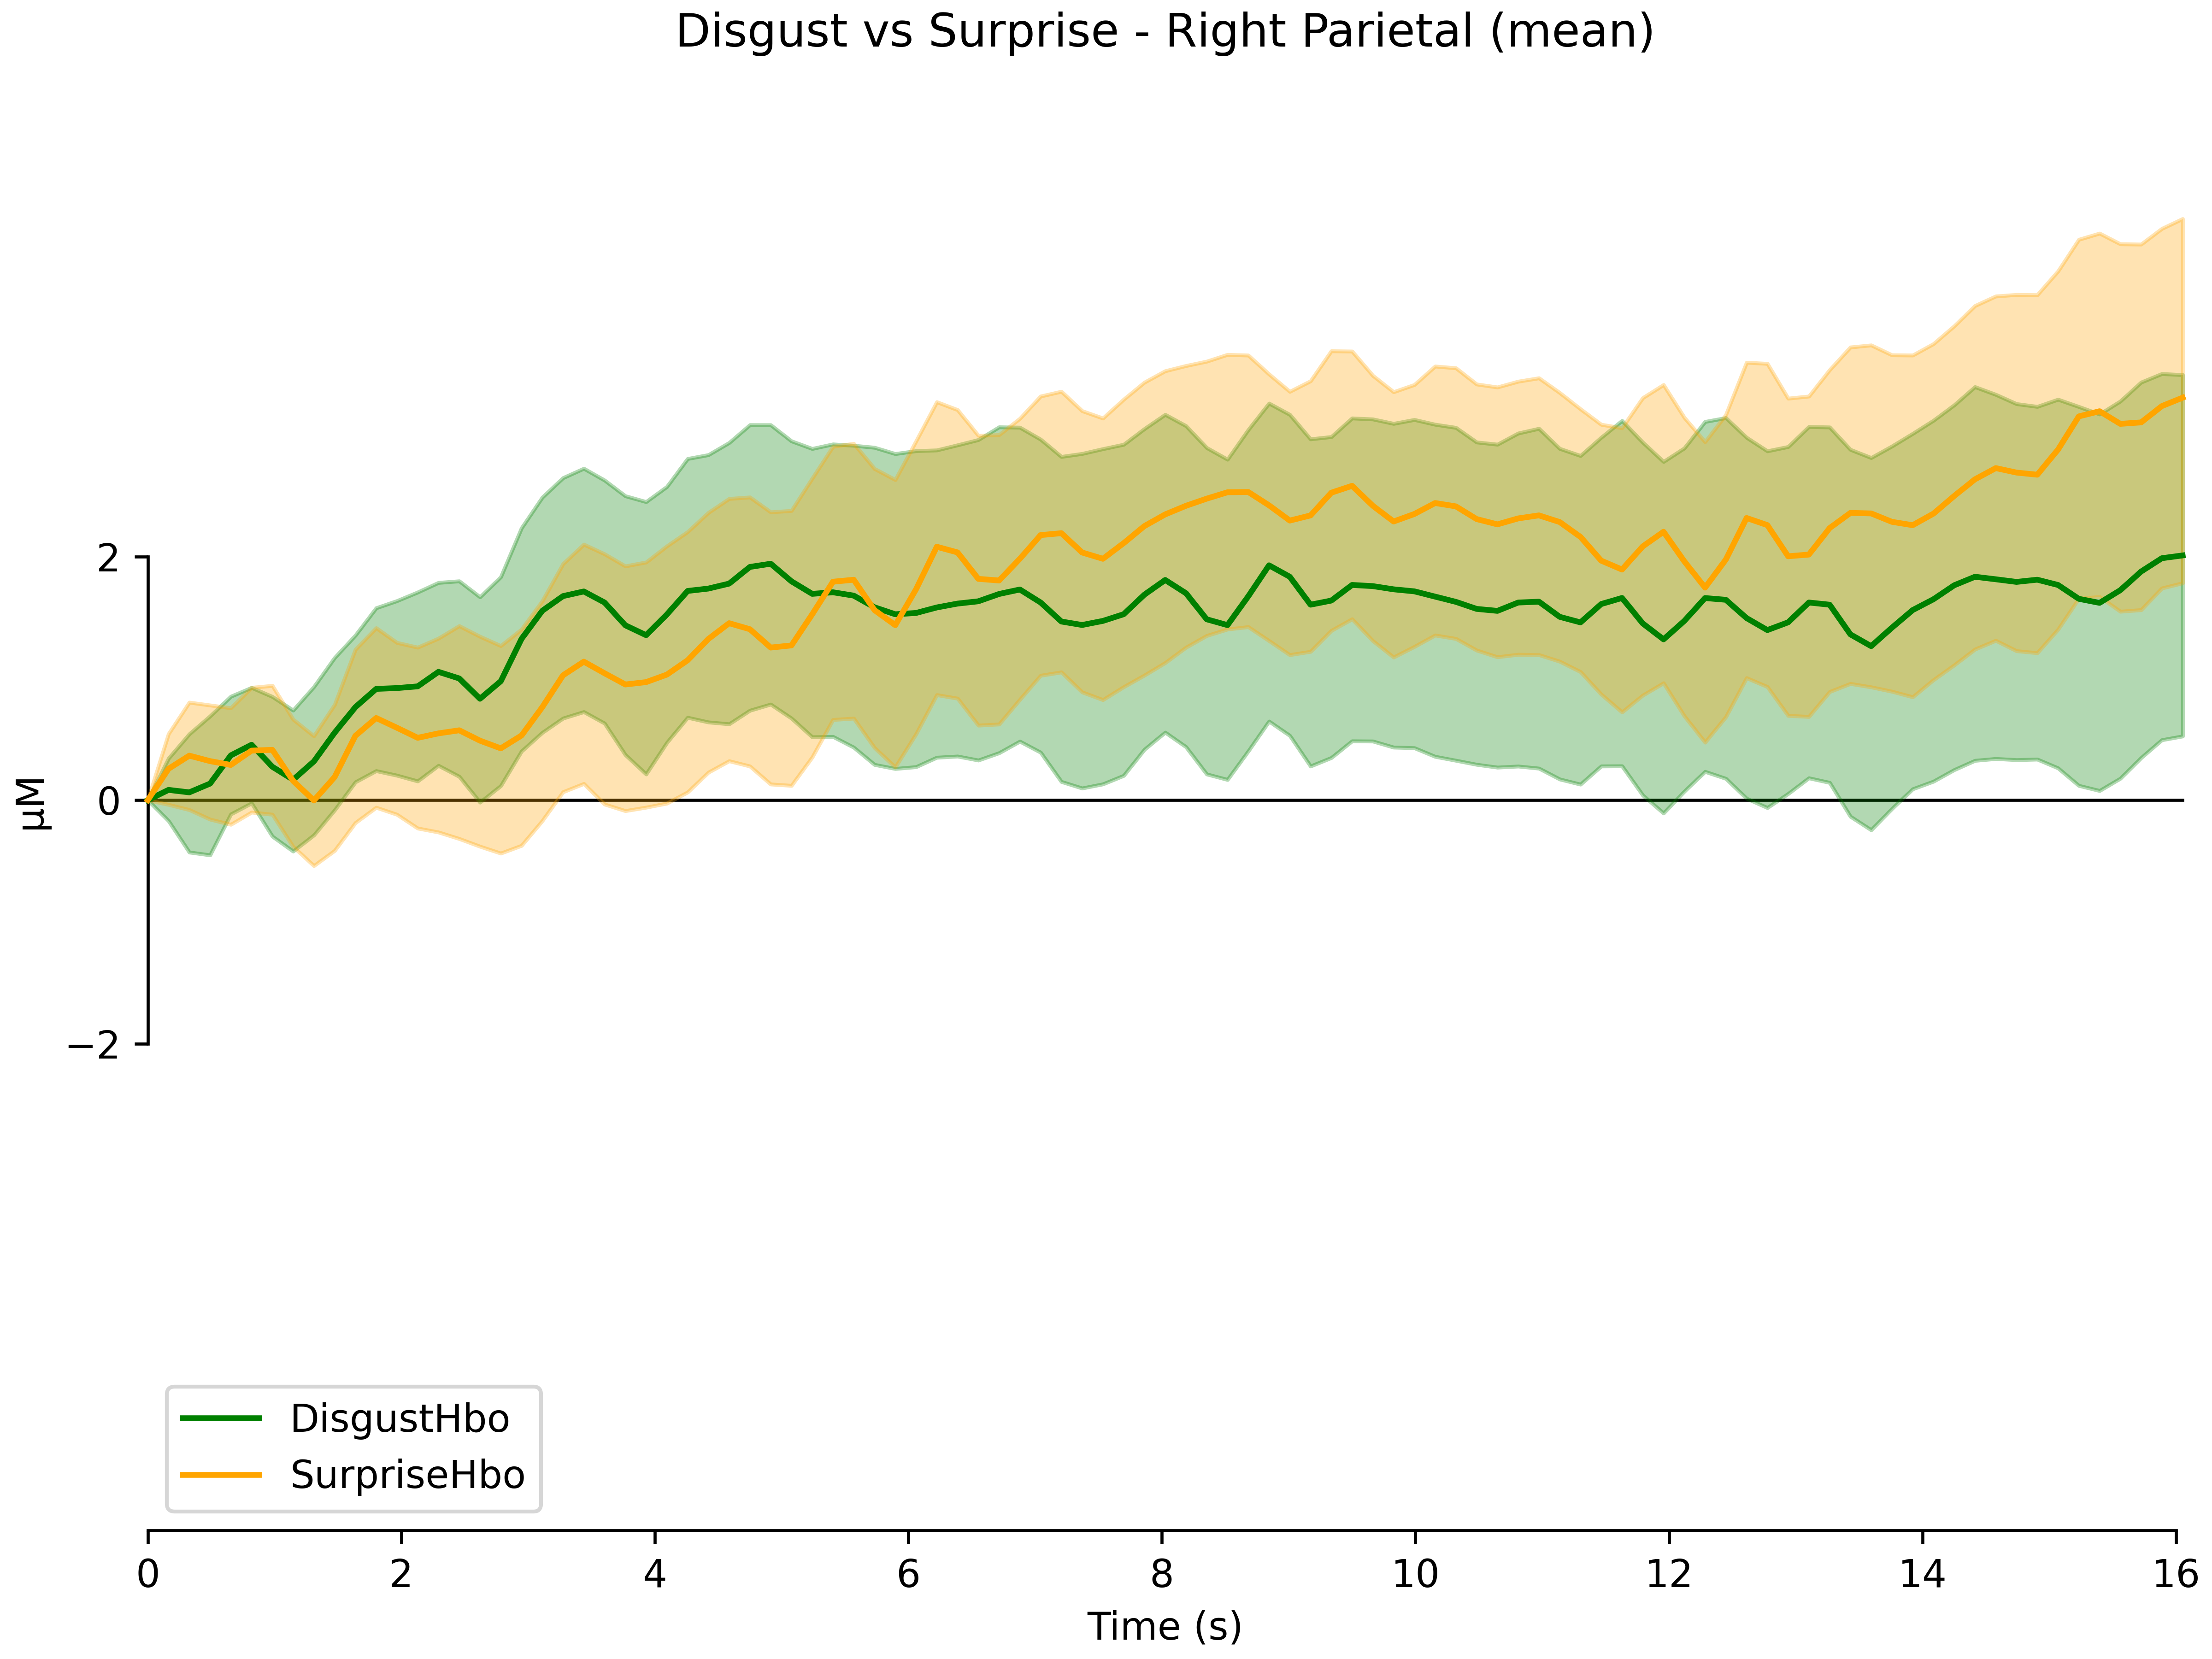 Disgust vs Surprise - Right Parietal (mean)
µM
2
0
−2
DisgustHbo
SurpriseHbo
0 2 4 6 8 10 12 14 16
Time (s)